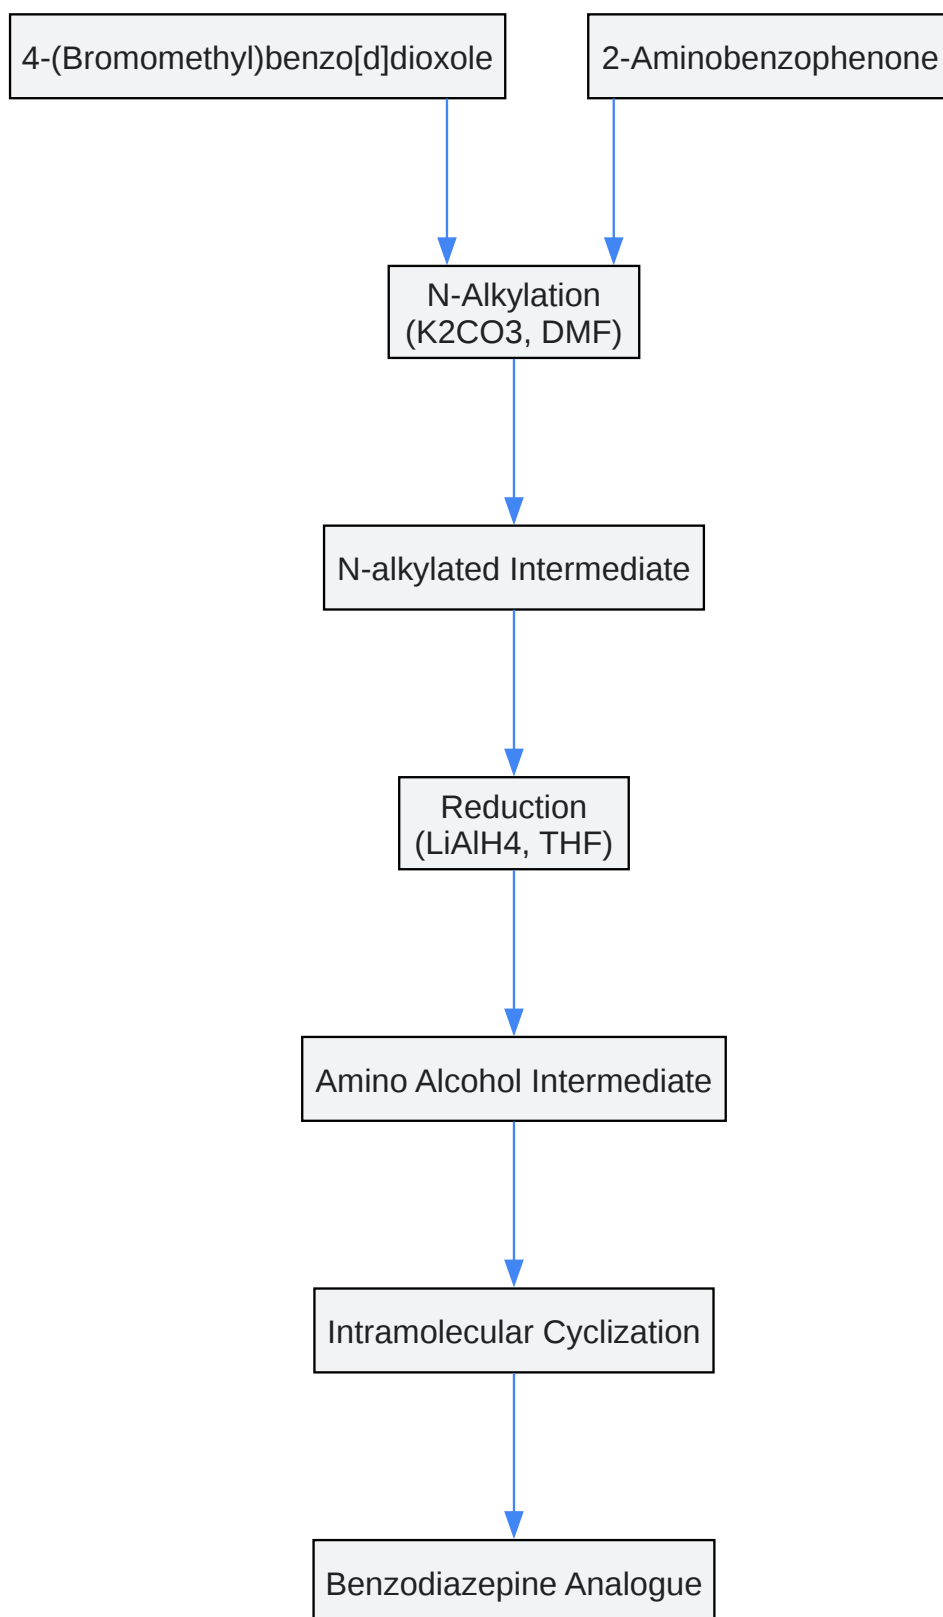 4-(Bromomethyl)benzo[d]dioxole
2-Aminobenzophenone
N-Alkylation
(K2CO3, DMF)
N-alkylated Intermediate
Reduction
(LiAlH4, THF)
Amino Alcohol Intermediate
Intramolecular Cyclization
Benzodiazepine Analogue